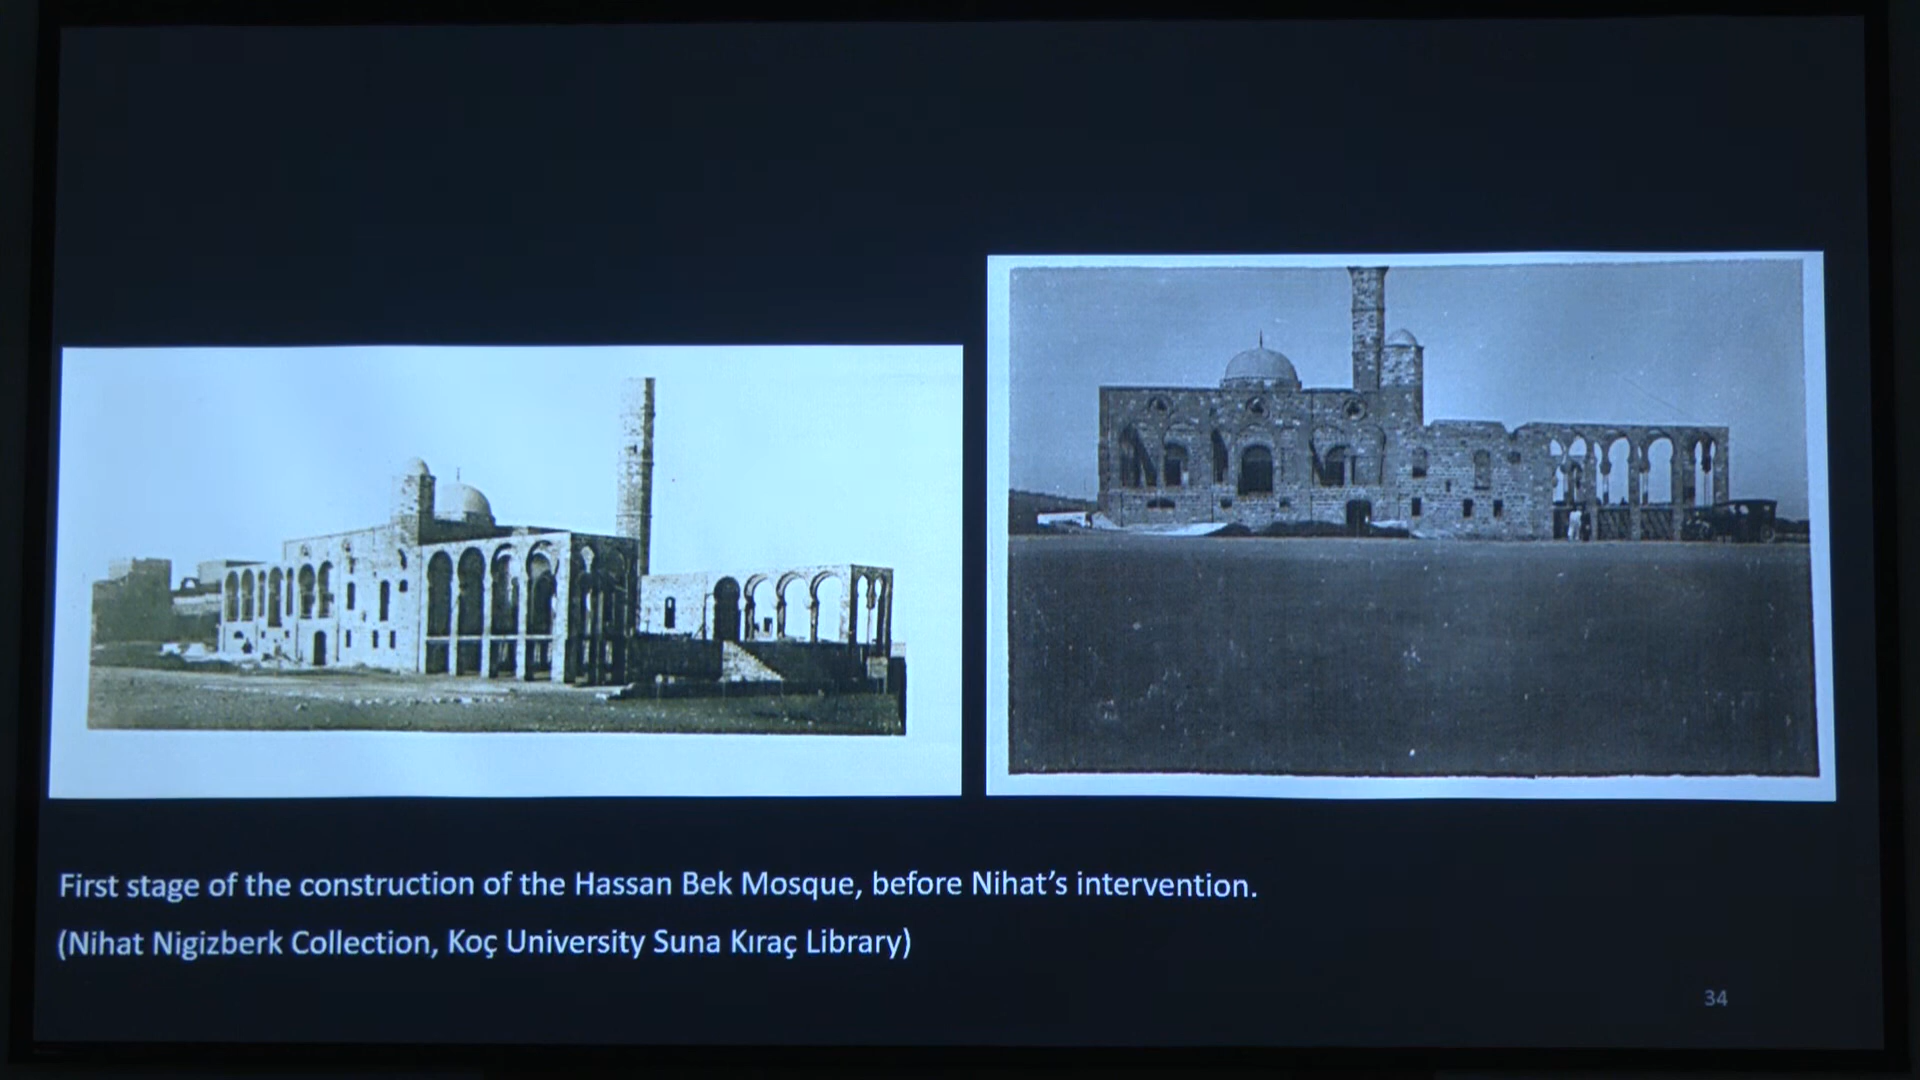 First stage of the construction of the Hassan Bek Mosque, before Nihat's intervention.
(Nihat Nigizberk Collection, Koç University Suna Kıraç Library)
34